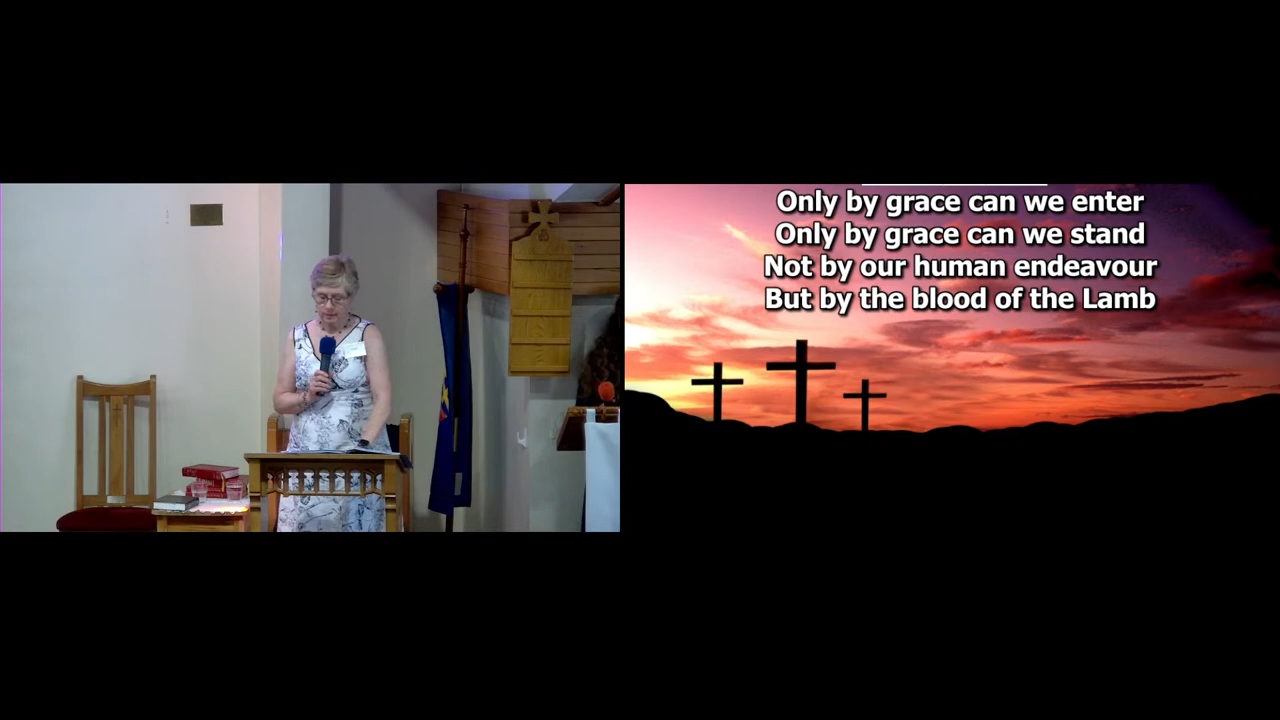 Only by grace can we enter
Only by grace can we stand
Not by our human endeavour
But by the blood of the Lamb